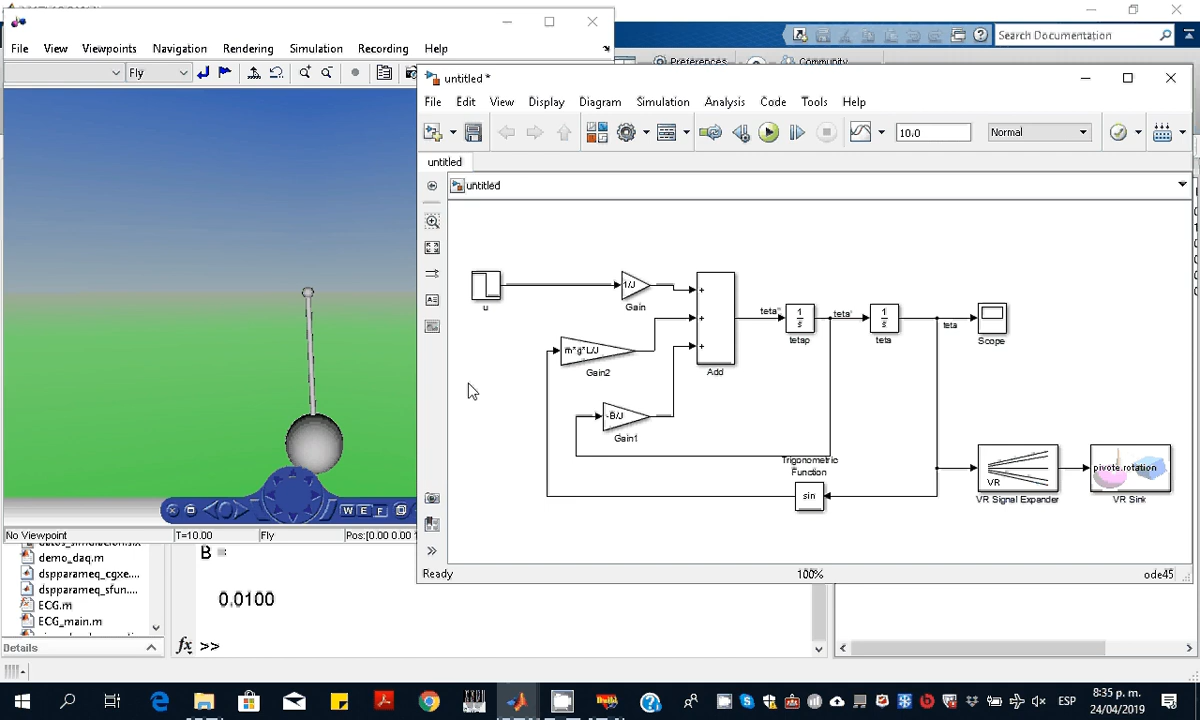 File View Viewpoints Navigation Rendering Simulation Recording Help
Fly
Search Documentation
Preferences
Community
untitled *
File Edit View Display Diagram Simulation Analysis Code Tools Help
10.0
Normal
untitled
untitled
u
1/J
Gain
m*g*L/J
Gain2
-B/J
Gain1
+
+
+
Add
teta''
1
s
tetap
teta'
1
s
teta
teta
Scope
Trigonometric
Function
sin
VR
VR Signal Expander
pivote.rotation
VR Sink
W E F
No Viewpoint T=10.00 Fly Pos:[0.00 0.00
Ready 100% ode45
demo_daq.m
dspparameq_cgxe....
dspparameq_sfun....
ECG.m
ECG_main.m
Details
B =
0.0100
fx >>
ESP
8:35 p. m.
24/04/2019